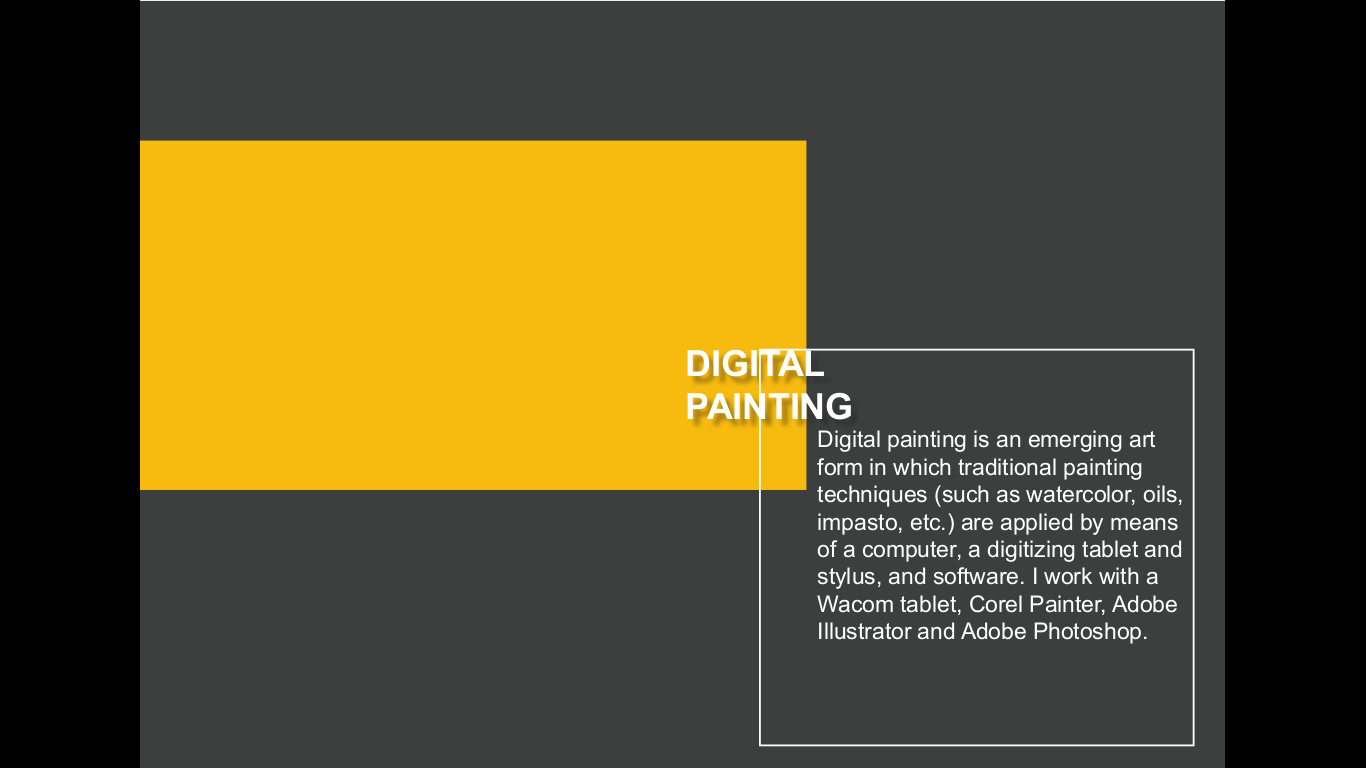 DIGITAL
PAINTING
Digital painting is an emerging art
form in which traditional painting
techniques (such as watercolor, oils,
impasto, etc.) are applied by means
of a computer, a digitizing tablet and
stylus, and software. I work with a
Wacom tablet, Corel Painter, Adobe
Illustrator and Adobe Photoshop.